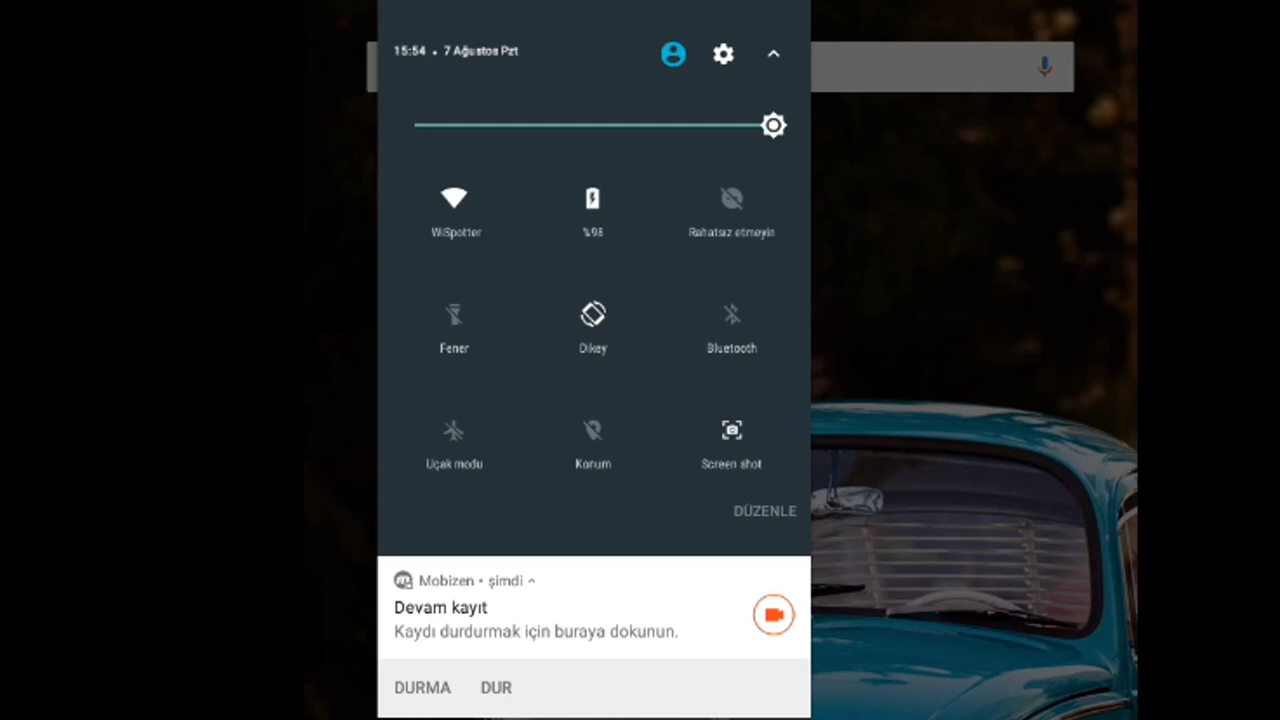 15:54 • 7 Ağustos Pzt
WiSpotter
%98
Rahatsız etmeyin
Fener
Dikey
Bluetooth
Uçak modu
Konum
Screen shot
DÜZENLE
Mobizen • şimdi
Devam kayıt
Kaydı durdurmak için buraya dokunun.
DURMA DUR